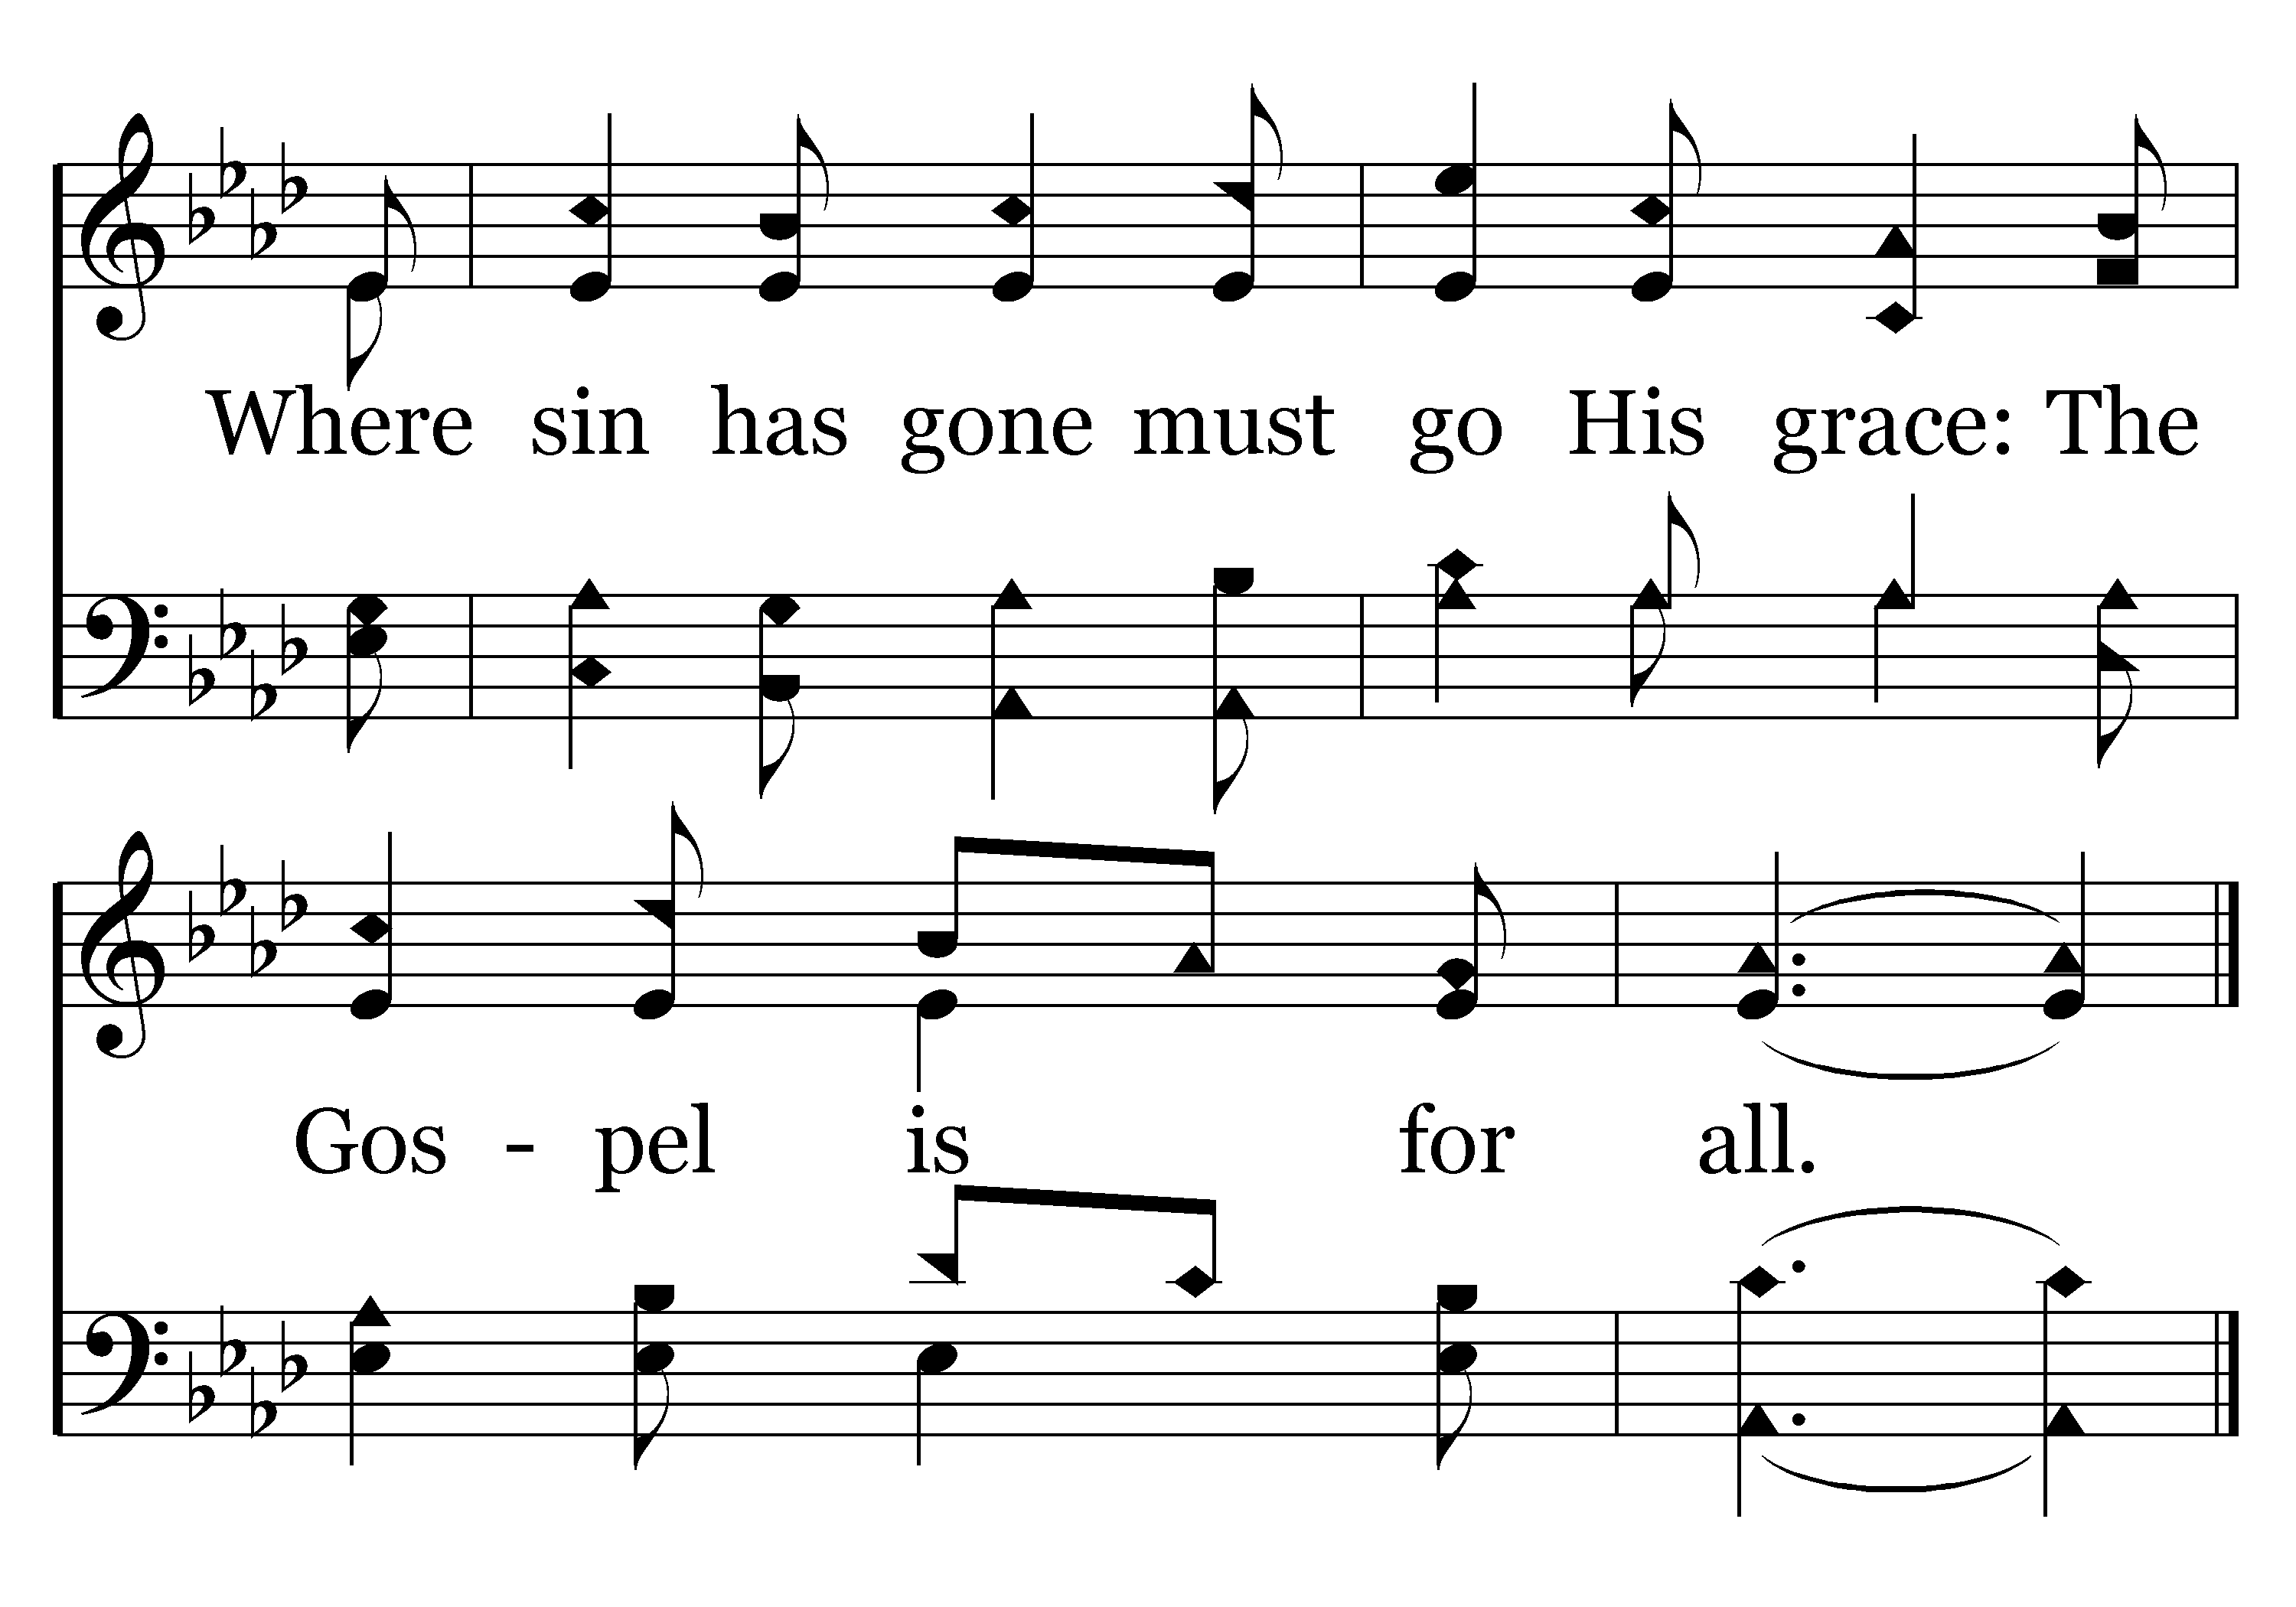 Where sin has gone must go His grace: The
Gos - pel is for all.